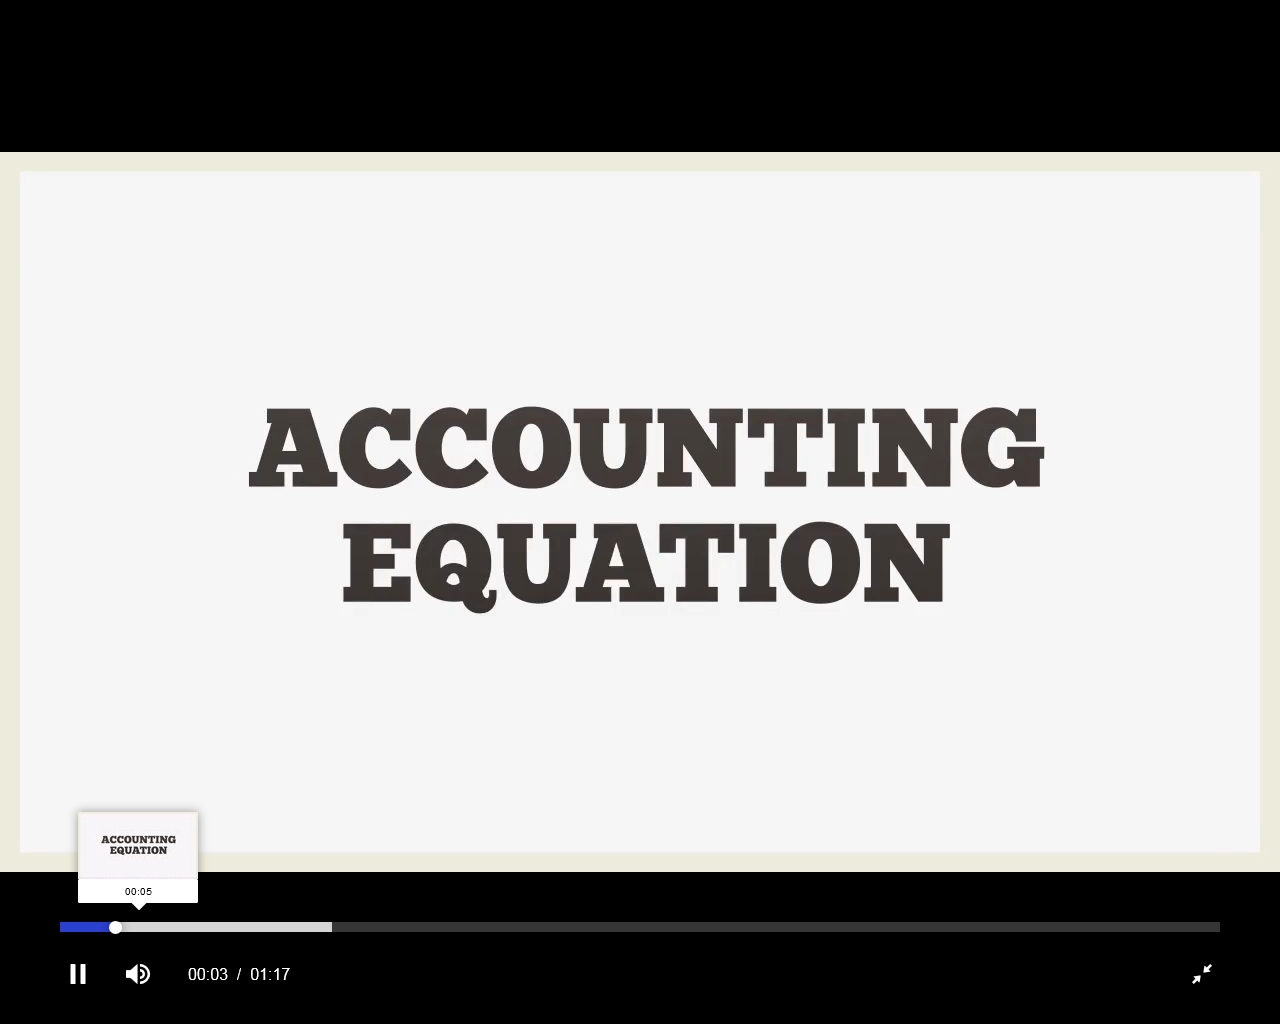 ACCOUNTING
EQUATION
ACCOUNTING
EQUATION
00:05
00:03 / 01:17